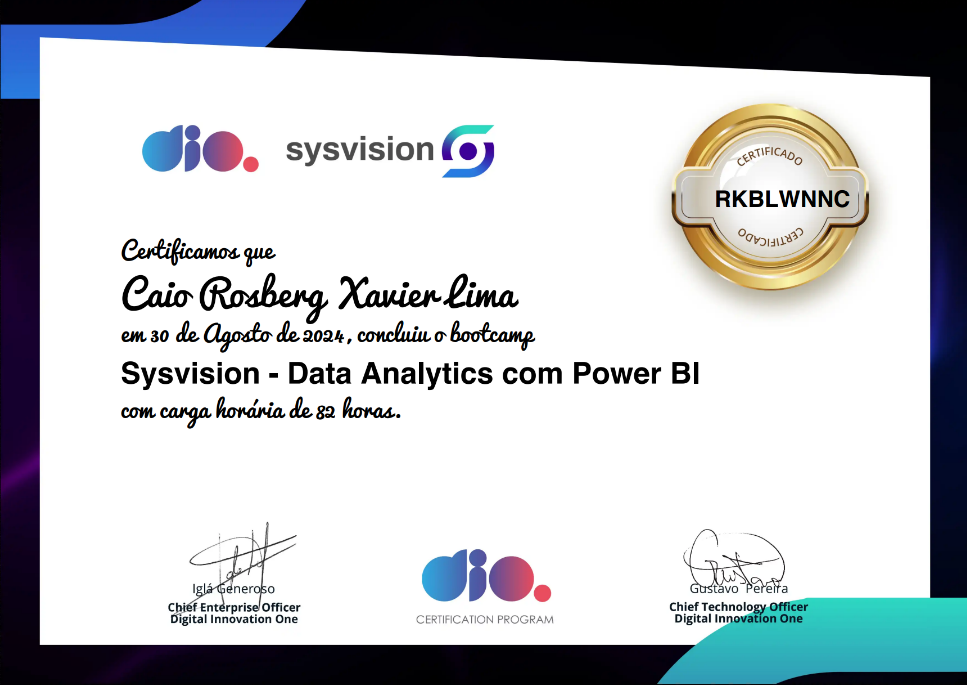 dio.
sysvision
CERTIFICADO
RKBLWNNC
CERTIFICADO
Certificamos que
Caio Rosberg Xavier Lima
em 30 de Agosto de 2024, concluiu o bootcamp
Sysvision - Data Analytics com Power BI
com carga horária de 82 horas.
Iglá Generoso
Chief Enterprise Officer
Digital Innovation One
dio.
CERTIFICATION PROGRAM
Gustavo Pereira
Chief Technology Officer
Digital Innovation One